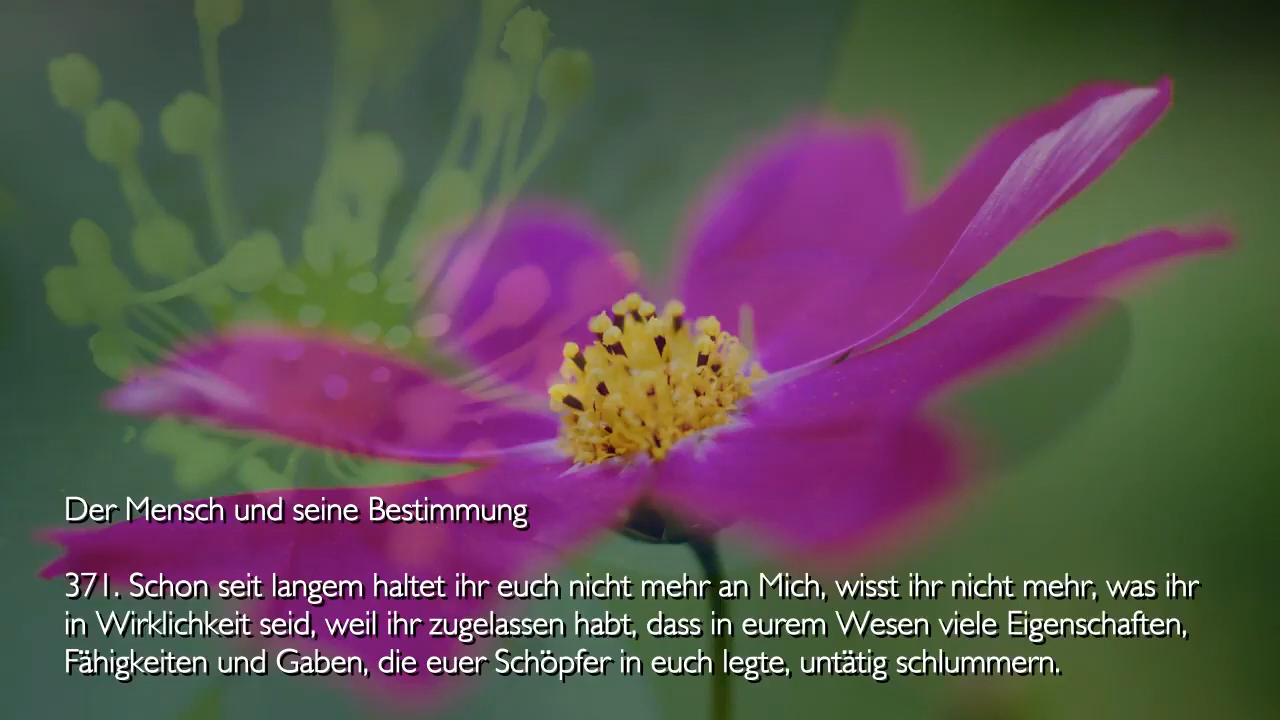 Der Mensch und seine Bestimmung
371. Schon seit langem haltet ihr euch nicht mehr an Mich, wisst ihr nicht mehr, was ihr
in Wirklichkeit seid, weil ihr zugelassen habt, dass in eurem Wesen viele Eigenschaften,
Fähigkeiten und Gaben, die euer Schöpfer in euch legte, untätig schlummern.